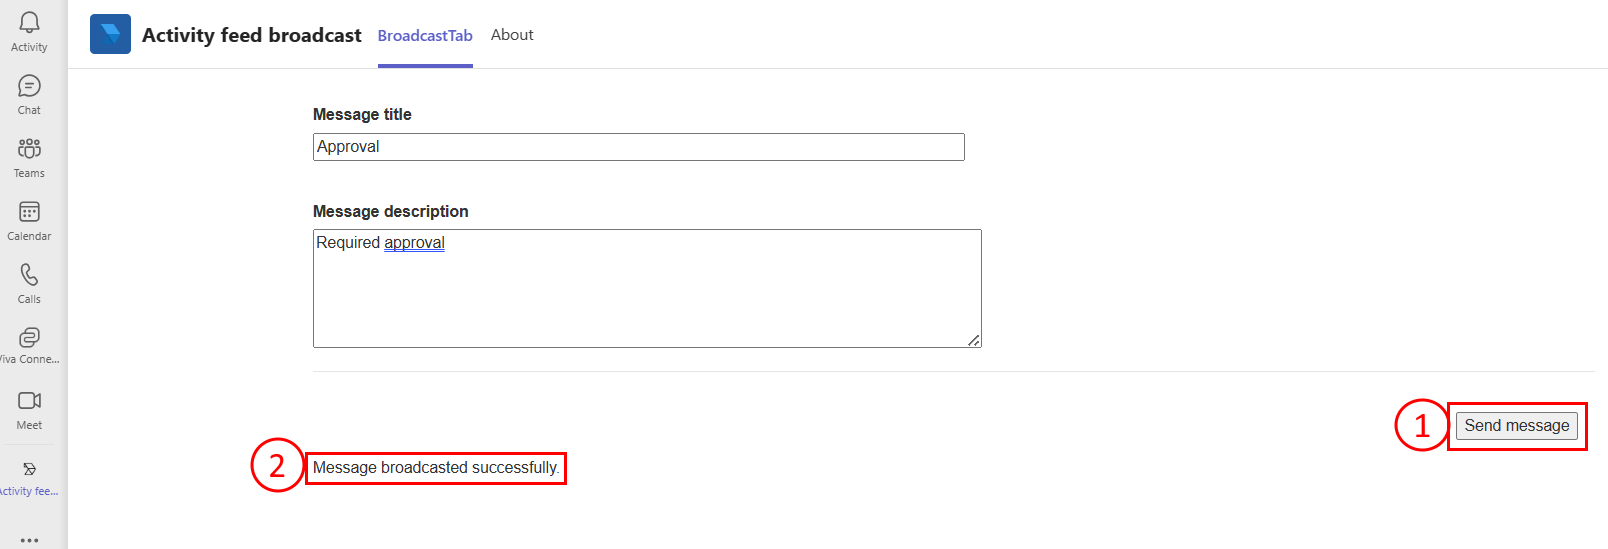 Activity
Chat
Teams
Calendar
Calls
Viva Conne...
Meet
Activity fee...
Activity feed broadcast BroadcastTab About
Message title
Approval
Message description
Required approval
1 Send message
2 Message broadcasted successfully.